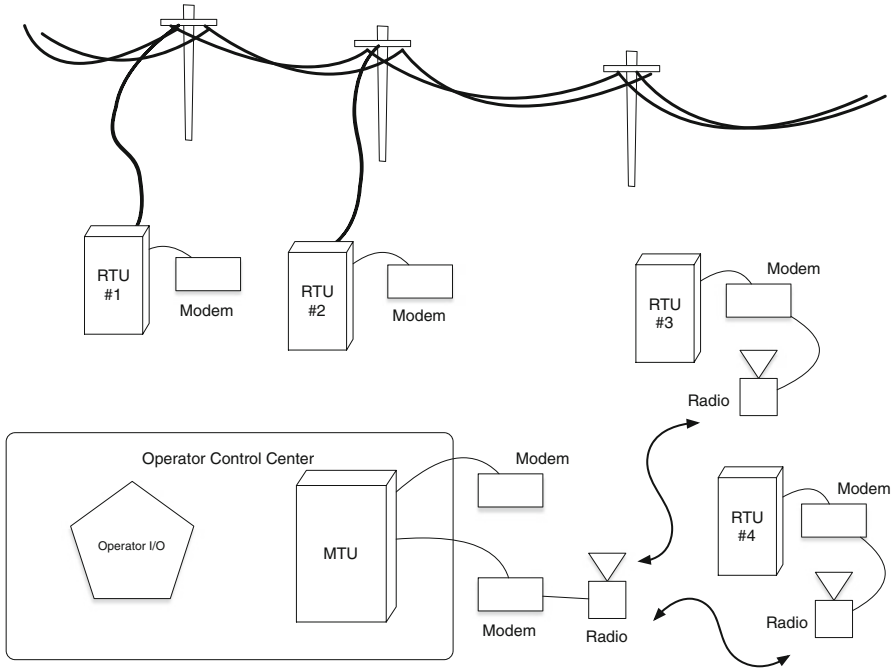 RTU
#1
Modem
RTU
#2
Modem
RTU
#3
Modem
Radio
Operator Control Center
Operator I/O
MTU
Modem
Modem
Radio
RTU
#4
Modem
Radio